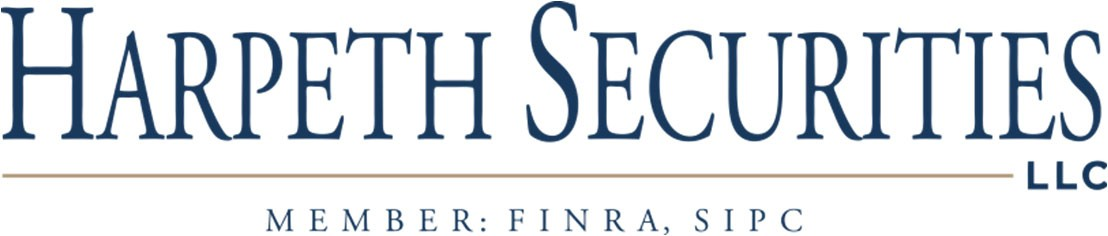 HARPETH SECURITIES
LLC
MEMBER: FINRA, SIPC